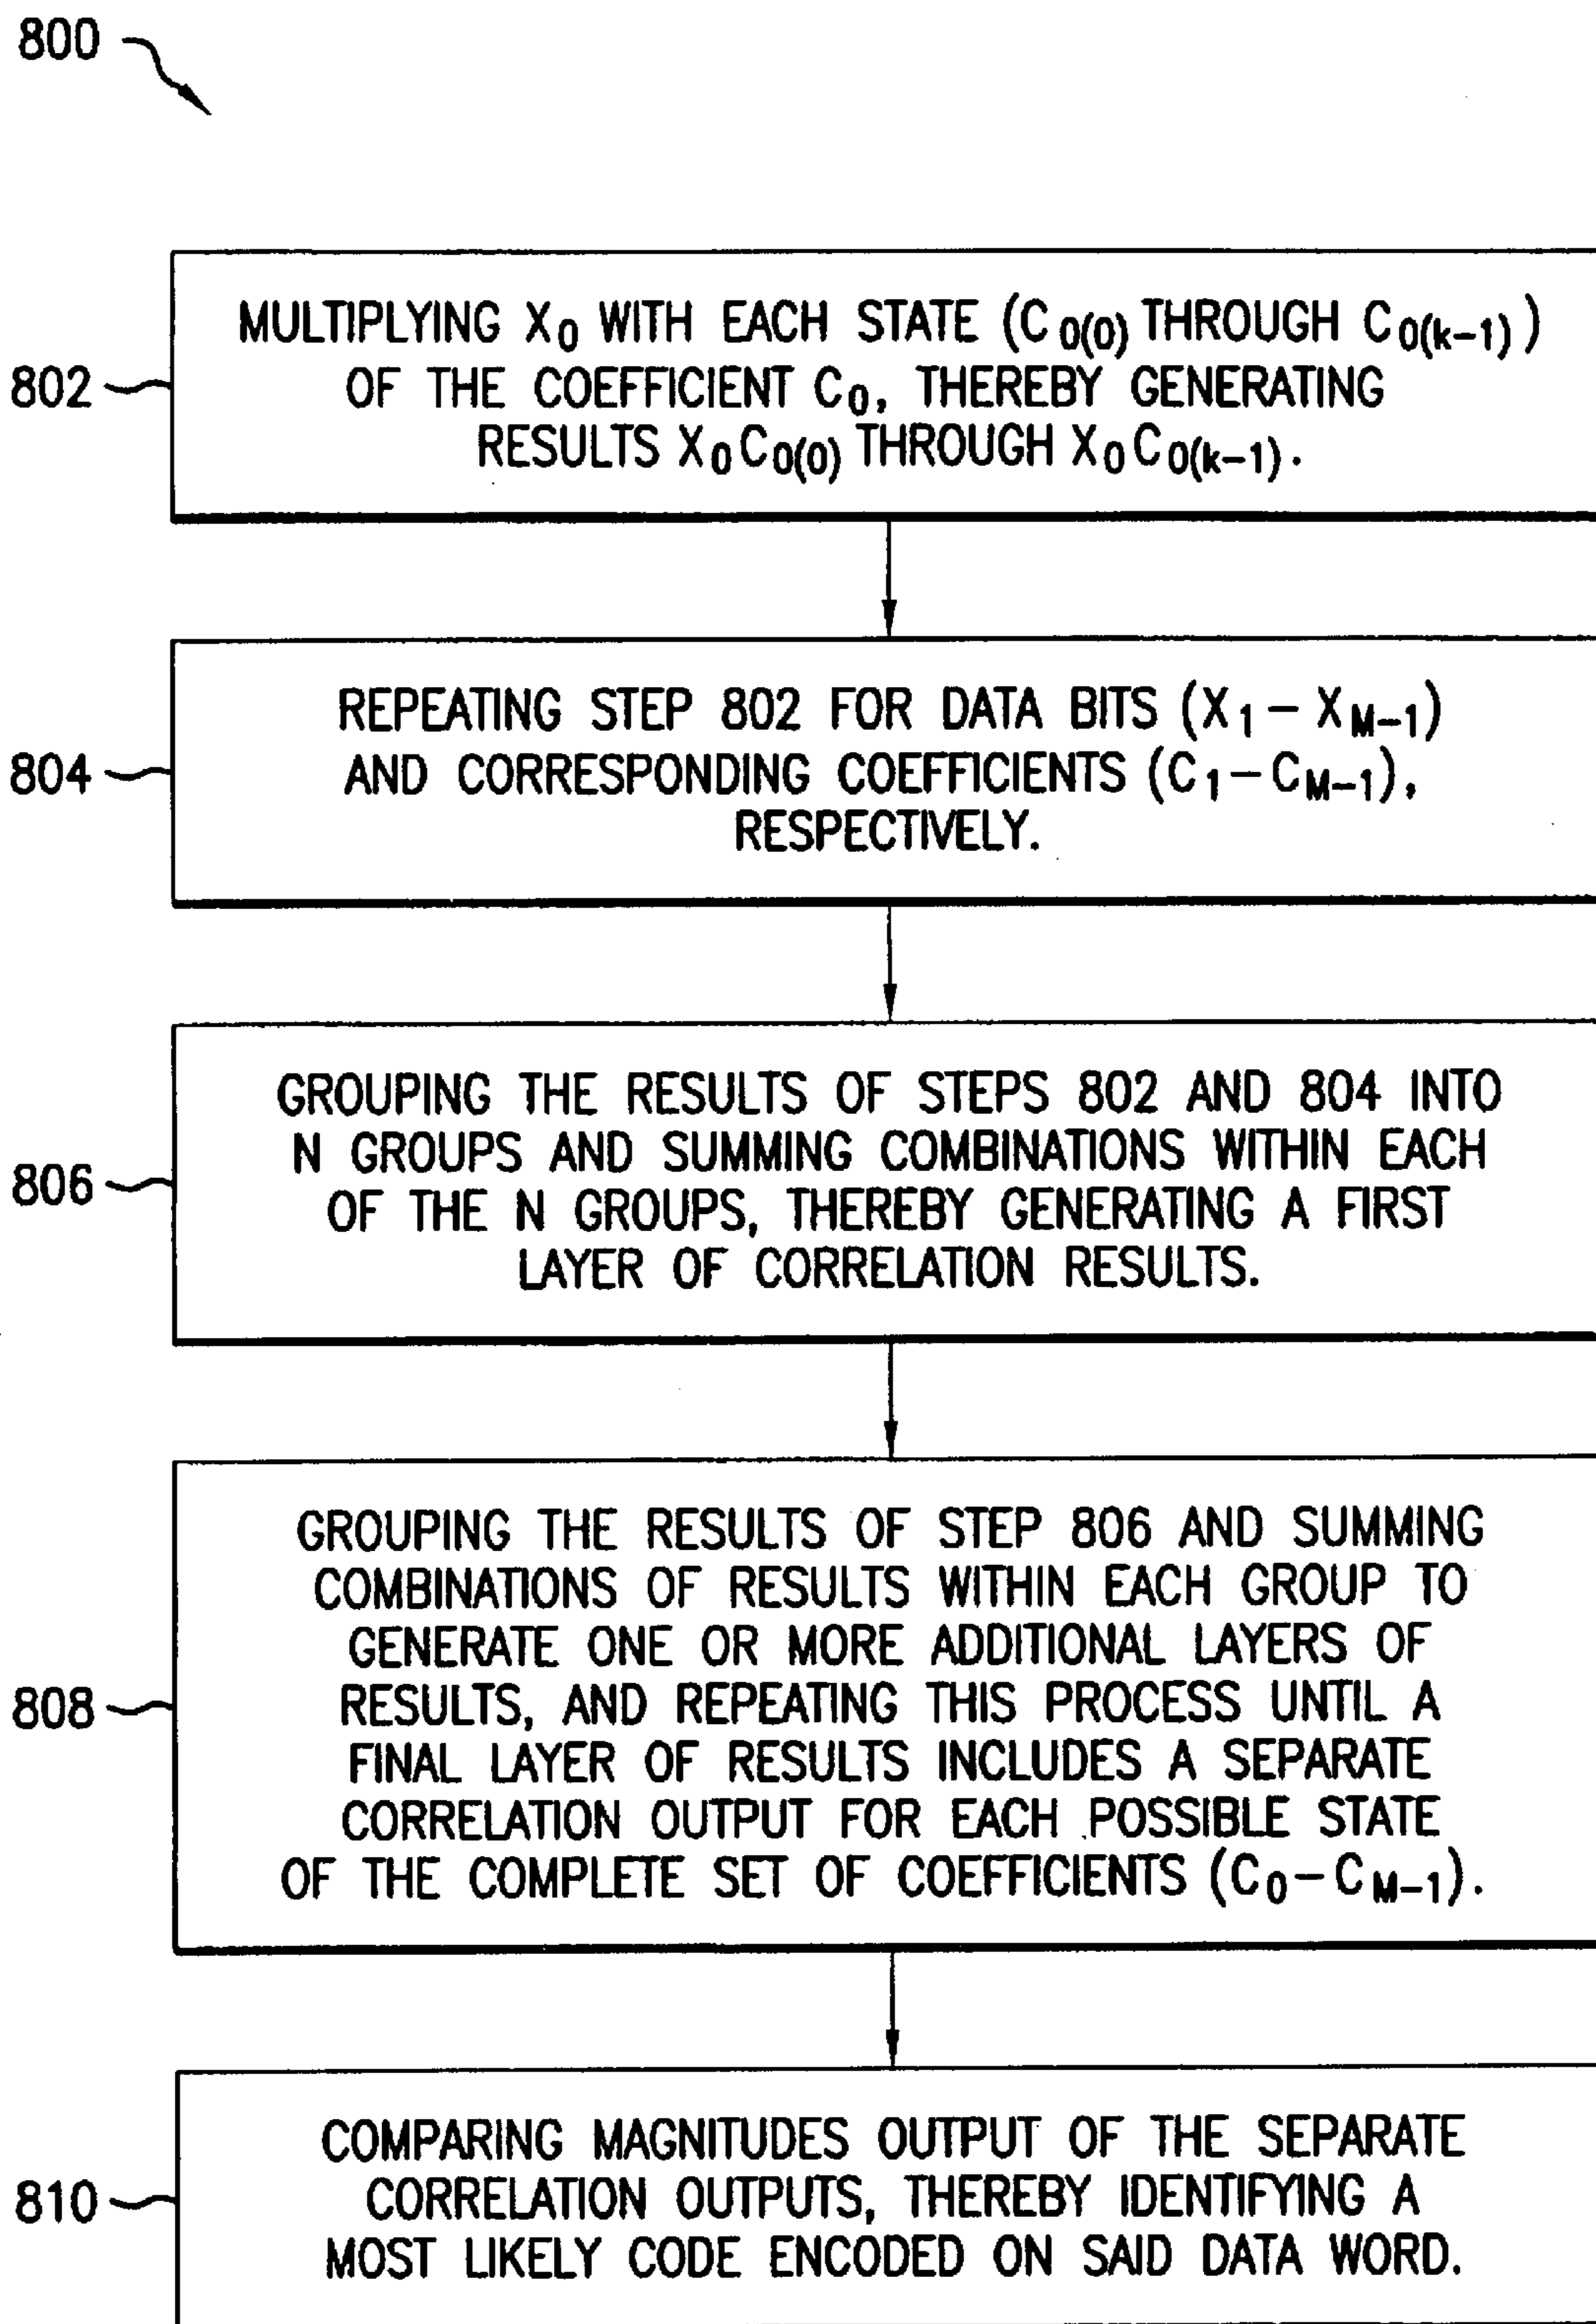 800
802
MULTIPLYING X₀ WITH EACH STATE (C₀₍₀₎ THROUGH C₀₍ₖ₋₁₎)
OF THE COEFFICIENT C₀, THEREBY GENERATING
RESULTS X₀C₀₍₀₎ THROUGH X₀C₀₍ₖ₋₁₎.
804
REPEATING STEP 802 FOR DATA BITS (X₁ – X_M–1)
AND CORRESPONDING COEFFICIENTS (C₁ – C_M–1),
RESPECTIVELY.
806
GROUPING THE RESULTS OF STEPS 802 AND 804 INTO
N GROUPS AND SUMMING COMBINATIONS WITHIN EACH
OF THE N GROUPS, THEREBY GENERATING A FIRST
LAYER OF CORRELATION RESULTS.
808
GROUPING THE RESULTS OF STEP 806 AND SUMMING
COMBINATIONS OF RESULTS WITHIN EACH GROUP TO
GENERATE ONE OR MORE ADDITIONAL LAYERS OF
RESULTS, AND REPEATING THIS PROCESS UNTIL A
FINAL LAYER OF RESULTS INCLUDES A SEPARATE
CORRELATION OUTPUT FOR EACH POSSIBLE STATE
OF THE COMPLETE SET OF COEFFICIENTS (C₀ – C_M–1).
810
COMPARING MAGNITUDES OUTPUT OF THE SEPARATE
CORRELATION OUTPUTS, THEREBY IDENTIFYING A
MOST LIKELY CODE ENCODED ON SAID DATA WORD.